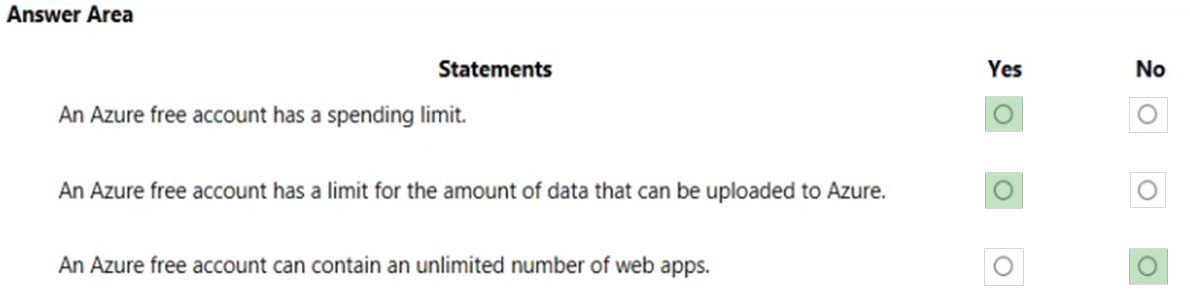 Answer Area
Statements Yes No
An Azure free account has a spending limit.
An Azure free account has a limit for the amount of data that can be uploaded to Azure.
An Azure free account can contain an unlimited number of web apps.